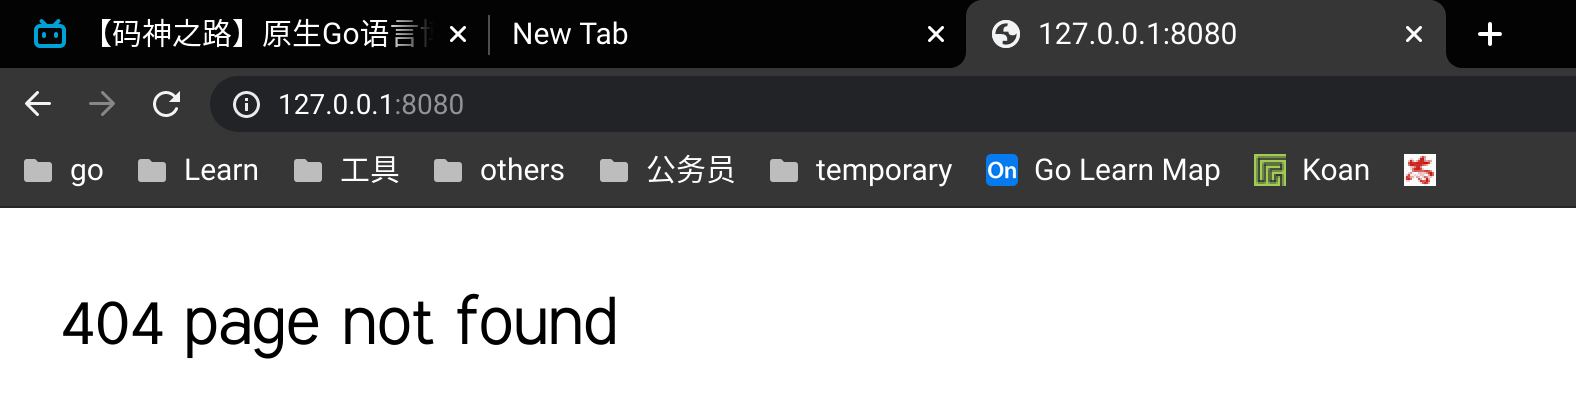 【码神之路】原生Go语言
New Tab
127.0.0.1:8080
127.0.0.1:8080
go
Learn
工具
others
公务员
temporary
On
Go Learn Map
Koan
404 page not found